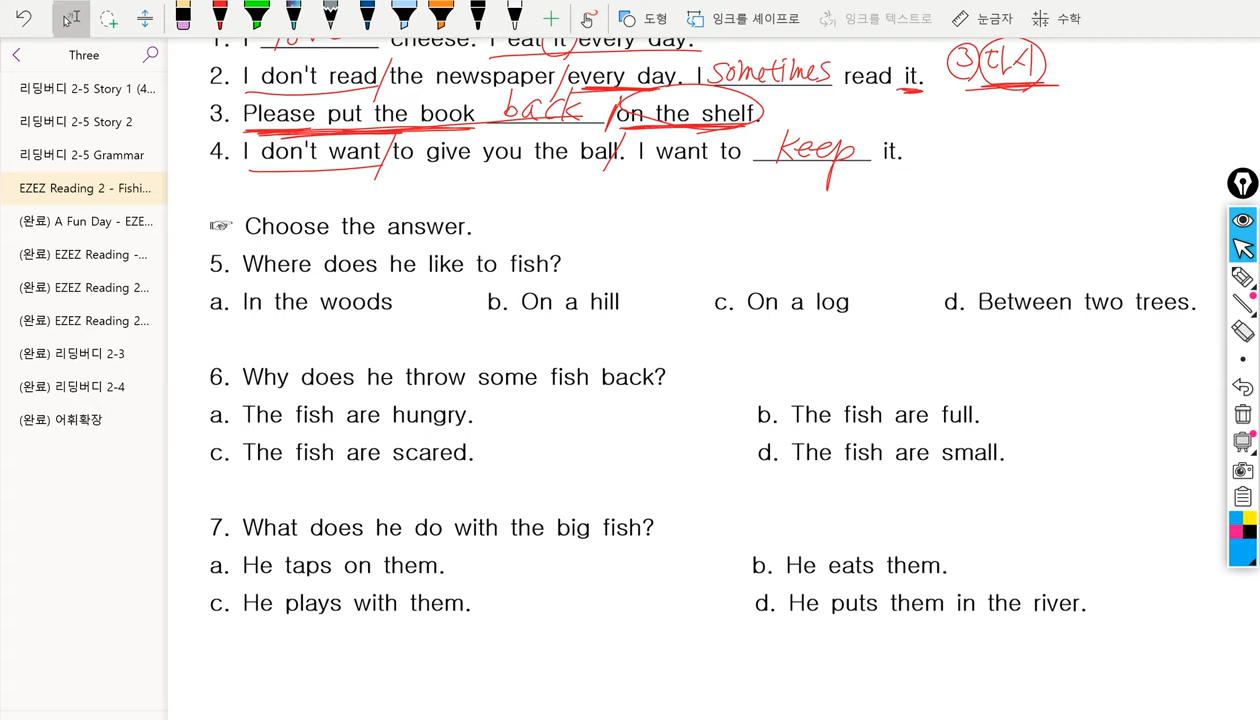 도형 잉크를 셰이프로 잉크를 텍스트로 눈금자 수학
Three
리딩버디 2-5 Story 1 (4...
리딩버디 2-5 Story 2
리딩버디 2-5 Grammar
EZEZ Reading 2 - Fishi...
(완료) A Fun Day - EZE...
(완료) EZEZ Reading -...
(완료) EZEZ Reading 2...
(완료) EZEZ Reading 2...
(완료) 리딩버디 2-3
(완료) 리딩버디 2-4
(완료) 어휘확장
1. I love cheese. I eat it every day.
2. I don't read the newspaper every day. I sometimes read it. ③ 다시
3. Please put the book back on the shelf.
4. I don't want to give you the ball. I want to keep it.
☞ Choose the answer.
5. Where does he like to fish?
a. In the woods b. On a hill c. On a log d. Between two trees.
6. Why does he throw some fish back?
a. The fish are hungry. b. The fish are full.
c. The fish are scared. d. The fish are small.
7. What does he do with the big fish?
a. He taps on them. b. He eats them.
c. He plays with them. d. He puts them in the river.